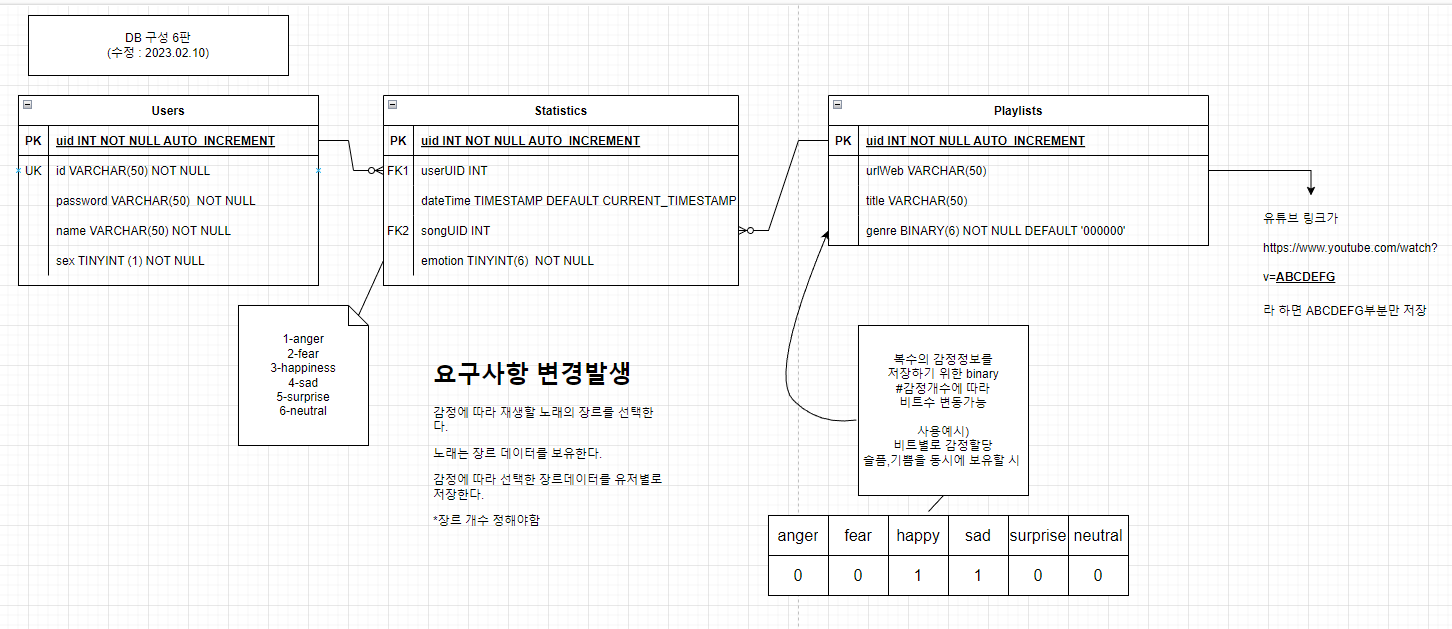 DB 구성 6판
(수정 : 2023.02.10)
Users
PK uid INT NOT NULL AUTO_INCREMENT
UK id VARCHAR(50) NOT NULL
password VARCHAR(50) NOT NULL
name VARCHAR(50) NOT NULL
sex TINYINT (1) NOT NULL
Statistics
PK uid INT NOT NULL AUTO_INCREMENT
FK1 userUID INT
dateTime TIMESTAMP DEFAULT CURRENT_TIMESTAMP
FK2 songUID INT
emotion TINYINT(6) NOT NULL
Playlists
PK uid INT NOT NULL AUTO_INCREMENT
urlWeb VARCHAR(50)
title VARCHAR(50)
genre BINARY(6) NOT NULL DEFAULT '000000'
유튜브 링크가
https://www.youtube.com/watch?
v=ABCDEFG
라 하면 ABCDEFG부분만 저장
1-anger
2-fear
3-happiness
4-sad
5-surprise
6-neutral
요구사항 변경발생
감정에 따라 재생할 노래의 장르를 선택한
다.
노래는 장르 데이터를 보유한다.
감정에 따라 선택한 장르데이터를 유저별로
저장한다.
*장르 개수 정해야함
복수의 감정정보를
저장하기 위한 binary
#감정개수에 따라
비트수 변동가능
사용예시)
비트별로 감정할당
슬픔,기쁨을 동시에 보유할 시
anger fear happy sad surprise neutral
0 0 1 1 0 0